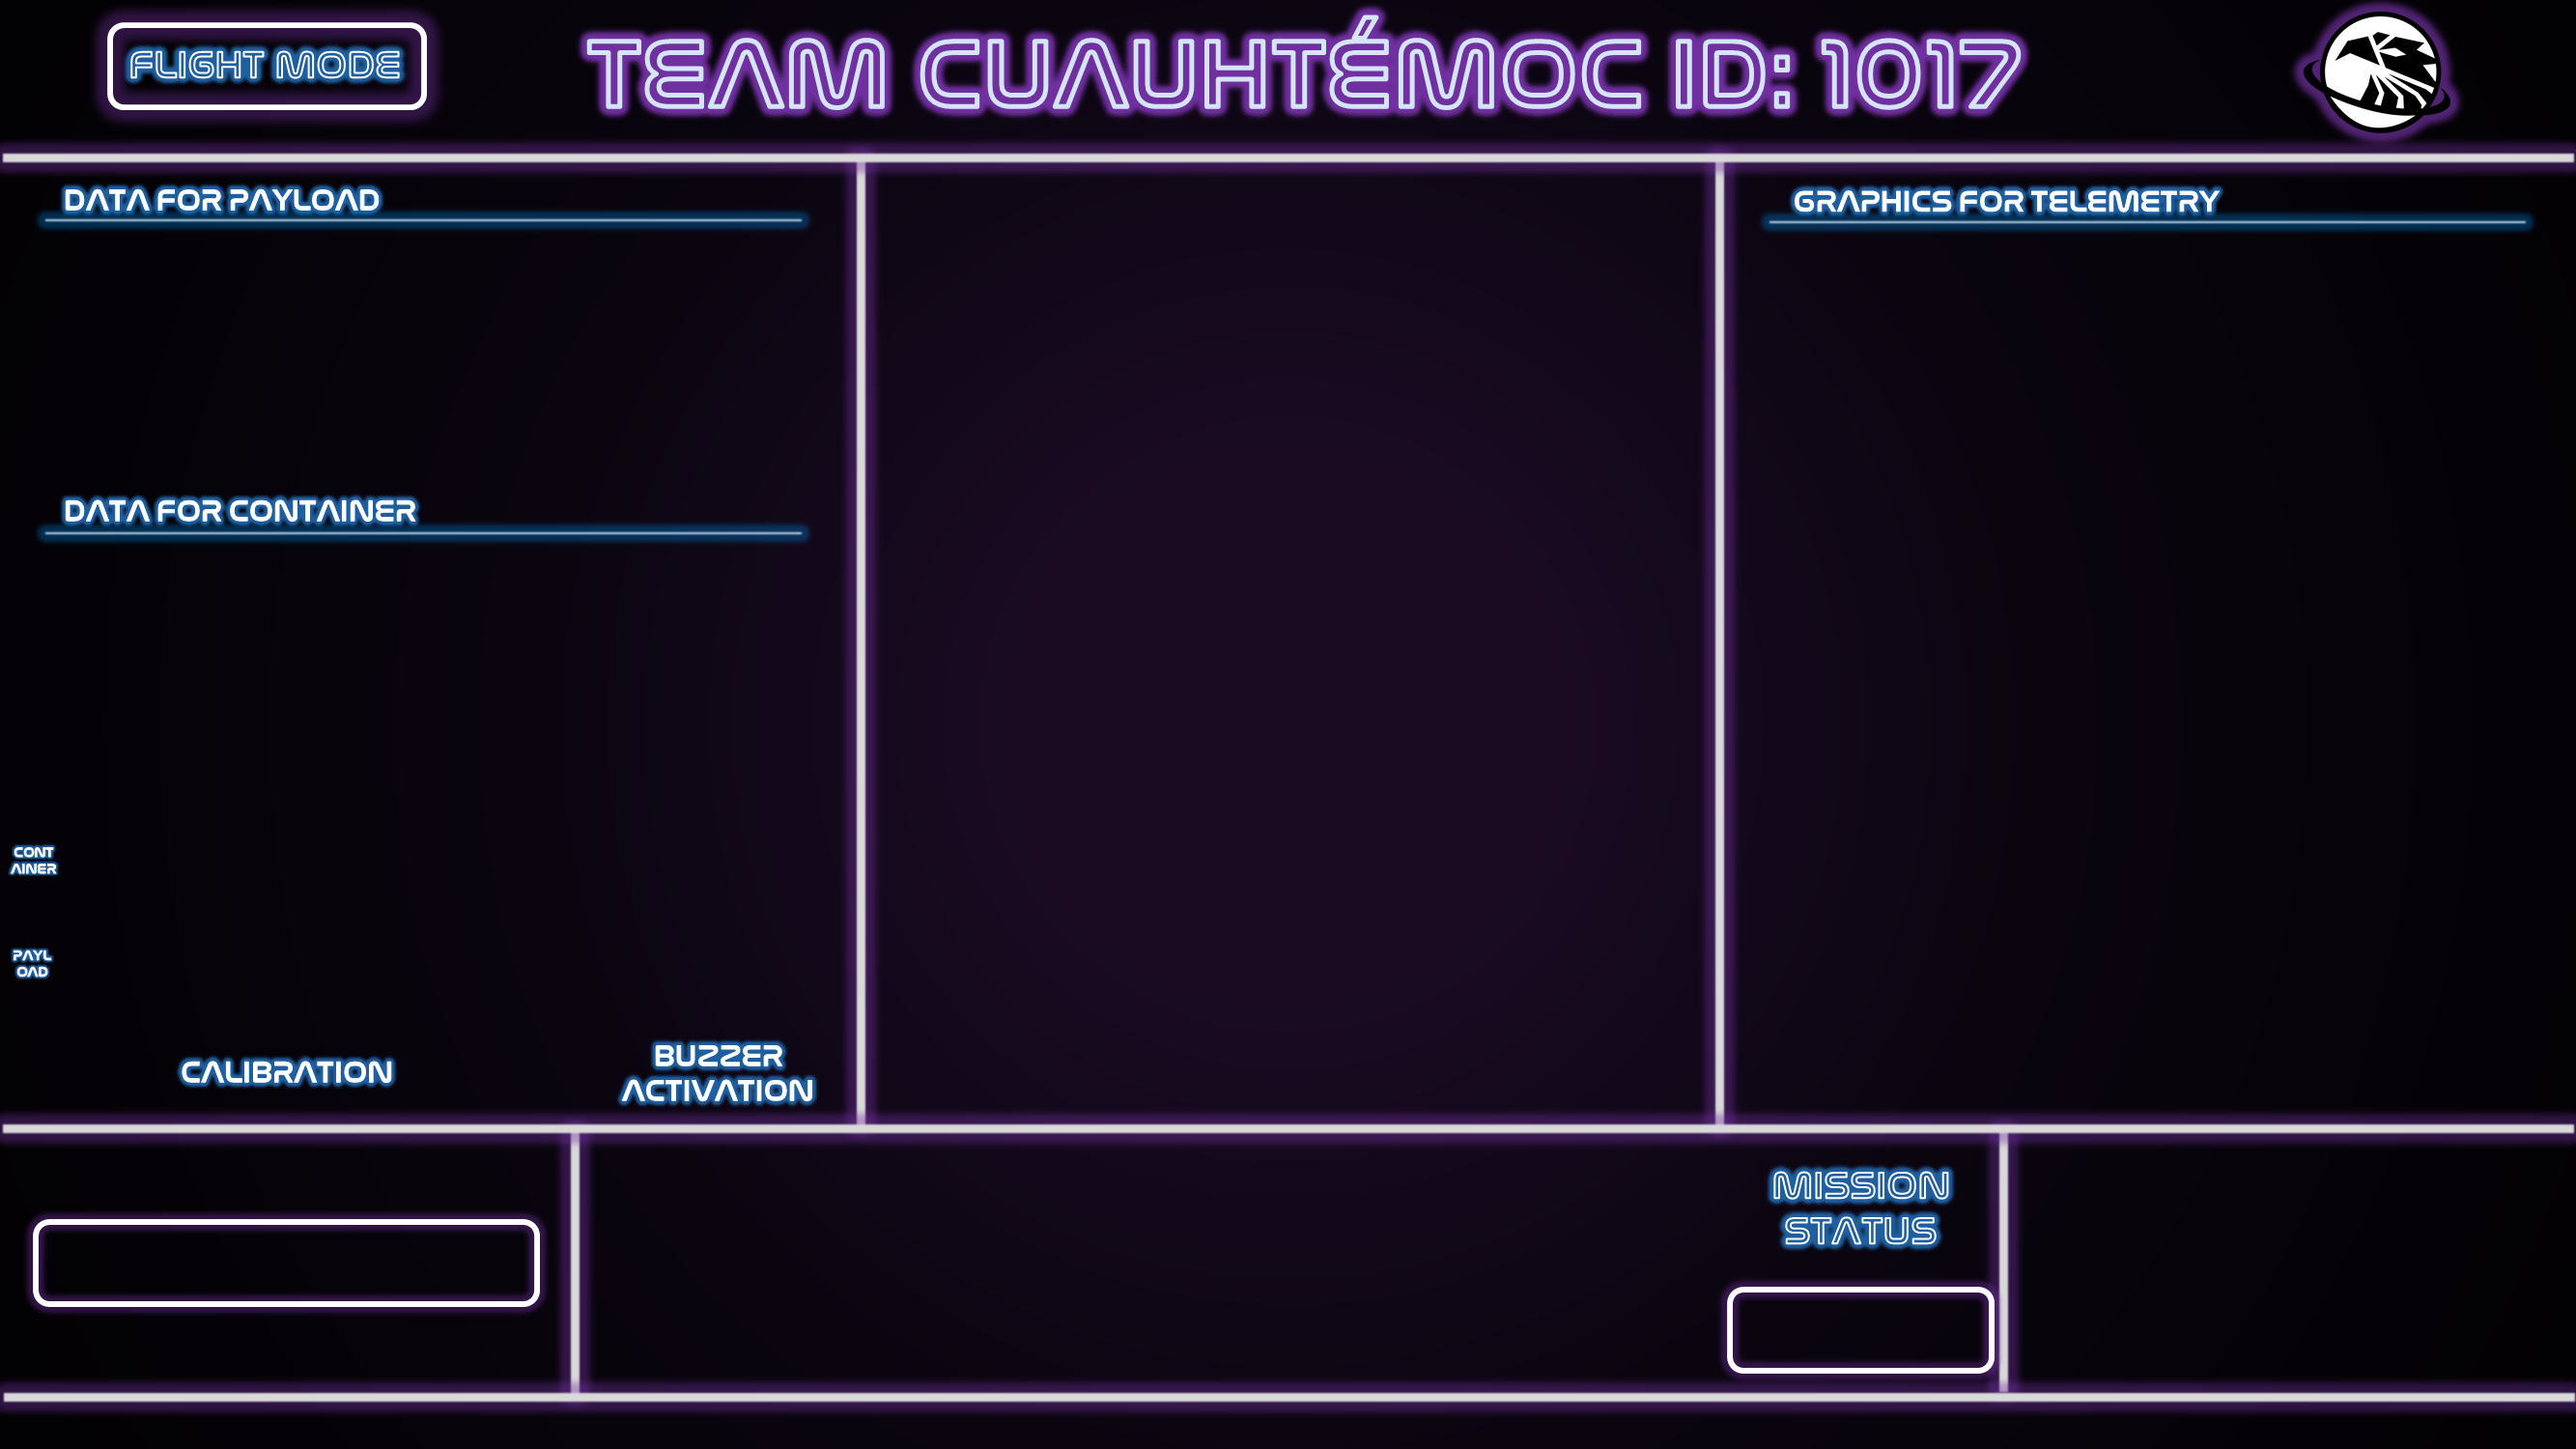 FLIGHT MODE
TEAM CUAUHTÉMOC ID: 1017
DATA FOR PAYLOAD
GRAPHICS FOR TELEMETRY
DATA FOR CONTAINER
CONT
AINER
PAYL
OAD
CALIBRATION
BUZZER
ACTIVATION
MISSION
STATUS